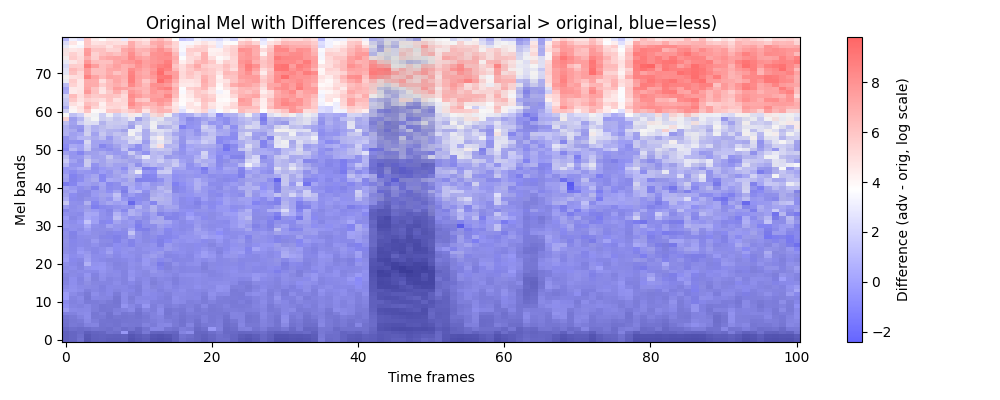 Original Mel with Differences (red=adversarial > original, blue=less)
Mel bands
70
60
50
40
30
20
10
0
0 20 40 60 80 100
Time frames
8
6
4
2
0
−2
Difference (adv - orig, log scale)